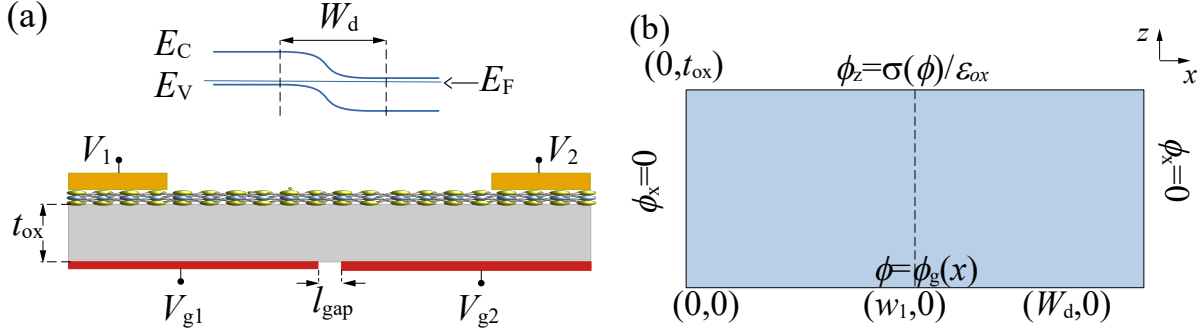 (a)
W_d
E_C
E_V
E_F
V_1
V_2
t_ox
V_g1
l_gap
V_g2
(b)
z
x
(0,t_ox)
ϕ_z=σ(ϕ)/ε_ox
ϕ_x=0
ϕ_x=0
ϕ=ϕ_g(x)
(0,0)
(w_1,0)
(W_d,0)